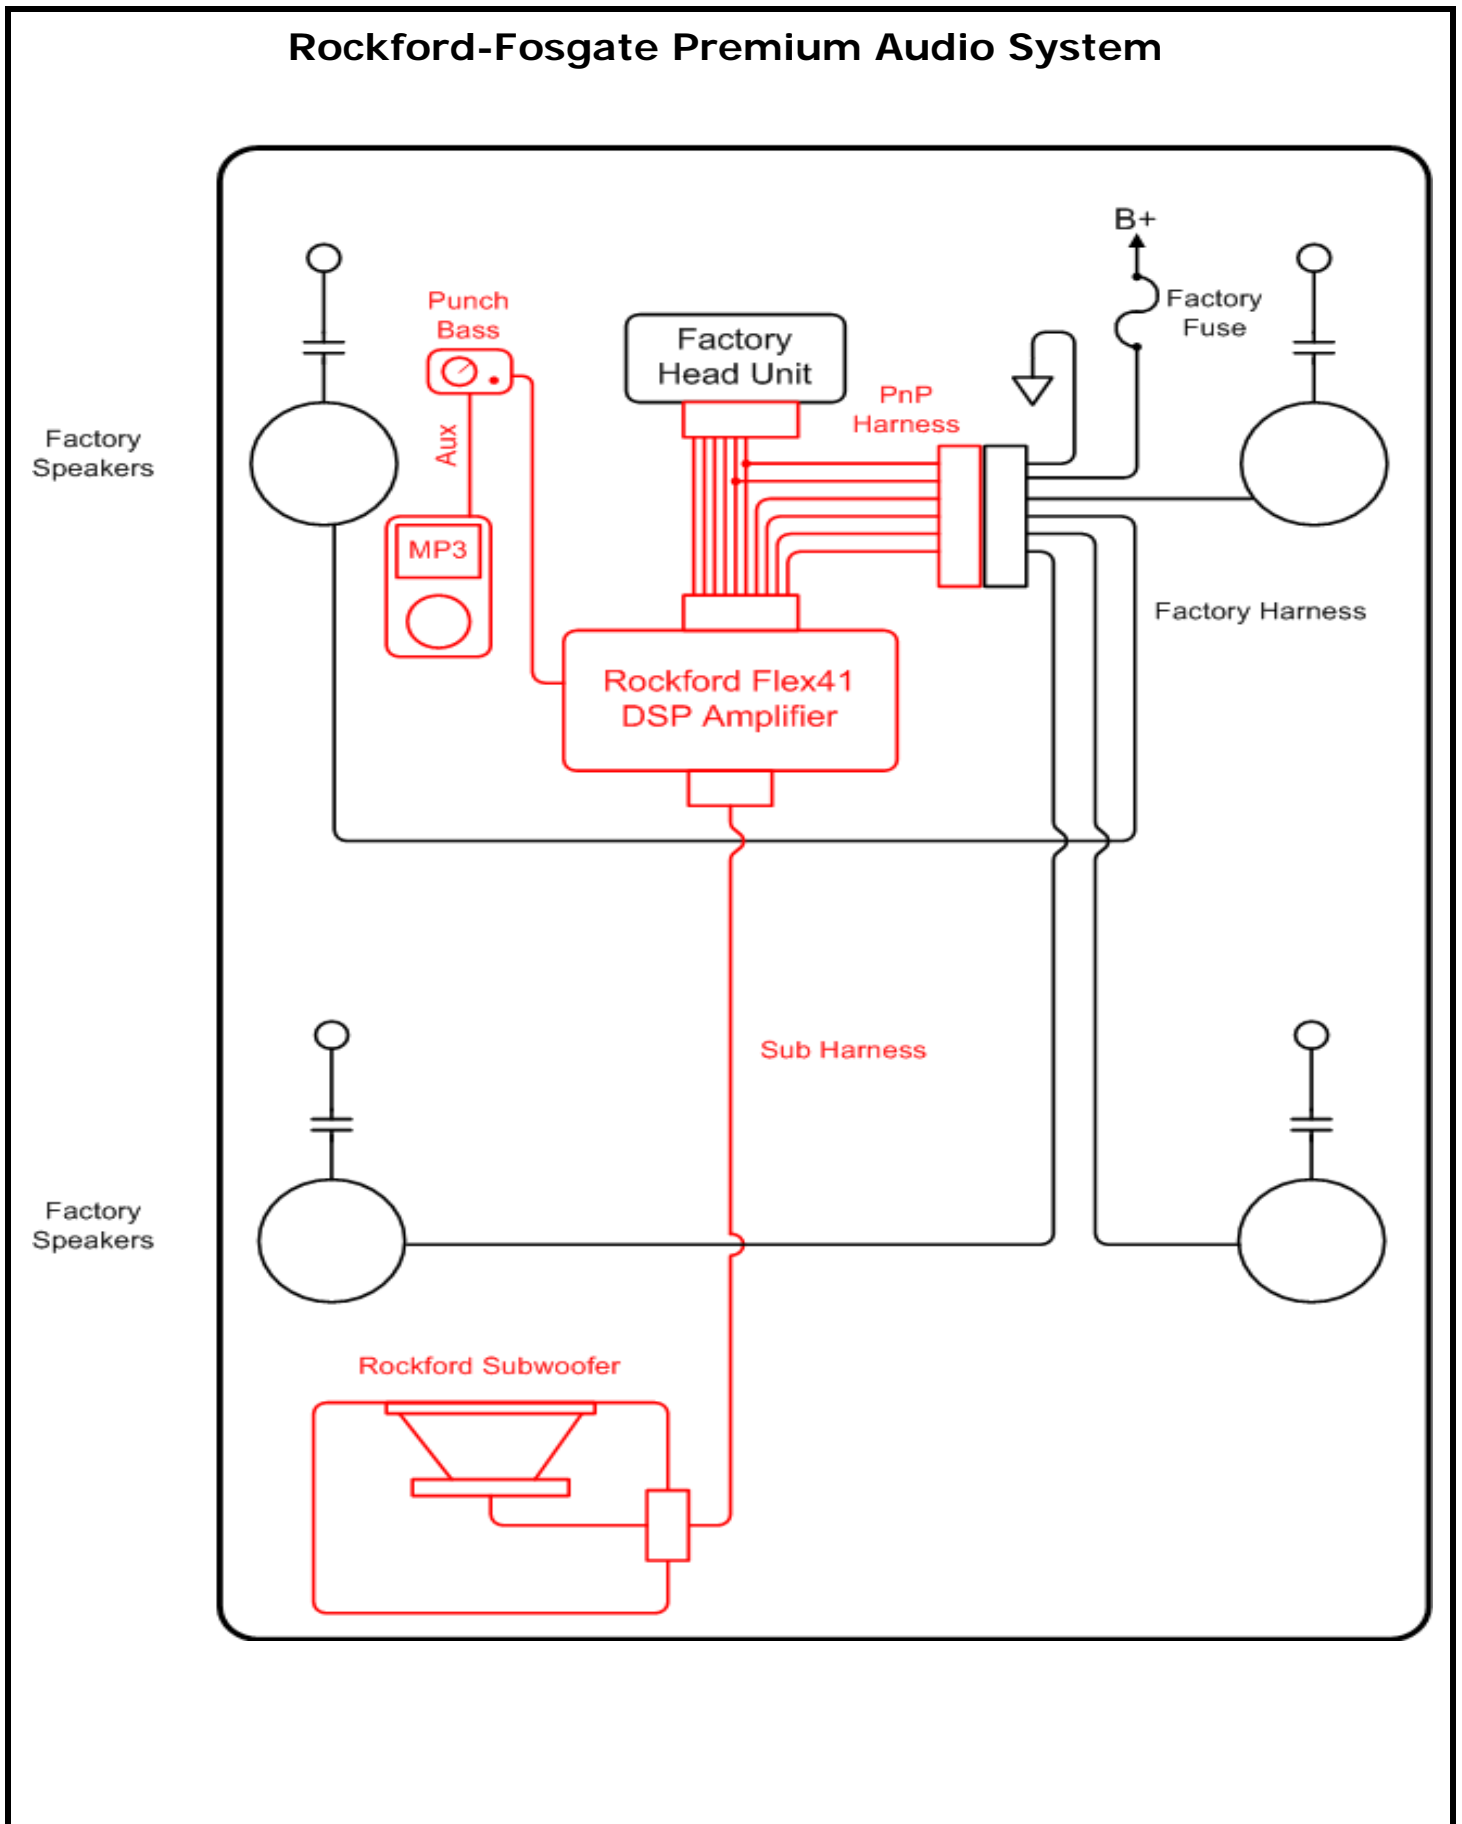 Rockford-Fosgate Premium Audio System
B+
Factory
Fuse
Punch
Bass
Factory
Head Unit
PnP
Harness
Factory
Speakers
Aux
MP3
Factory Harness
Rockford Flex41
DSP Amplifier
Sub Harness
Factory
Speakers
Rockford Subwoofer